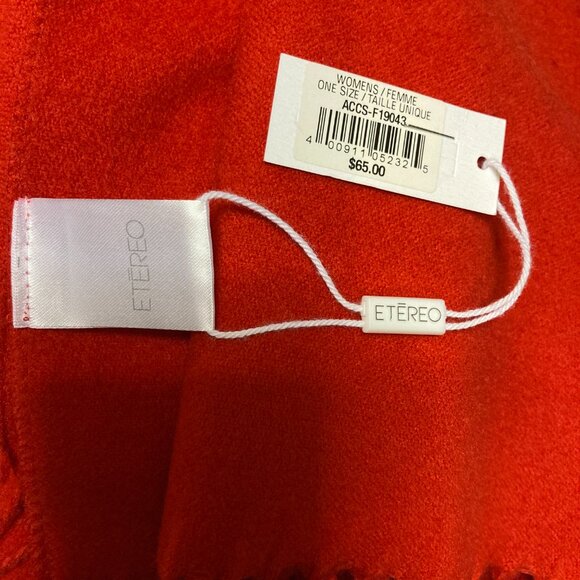 WOMENS / FEMME
ONE SIZE / TAILLE UNIQUE
ACCS-F19043
4 00911 05232 5
$65.00
ETĒREO
ETĒREO